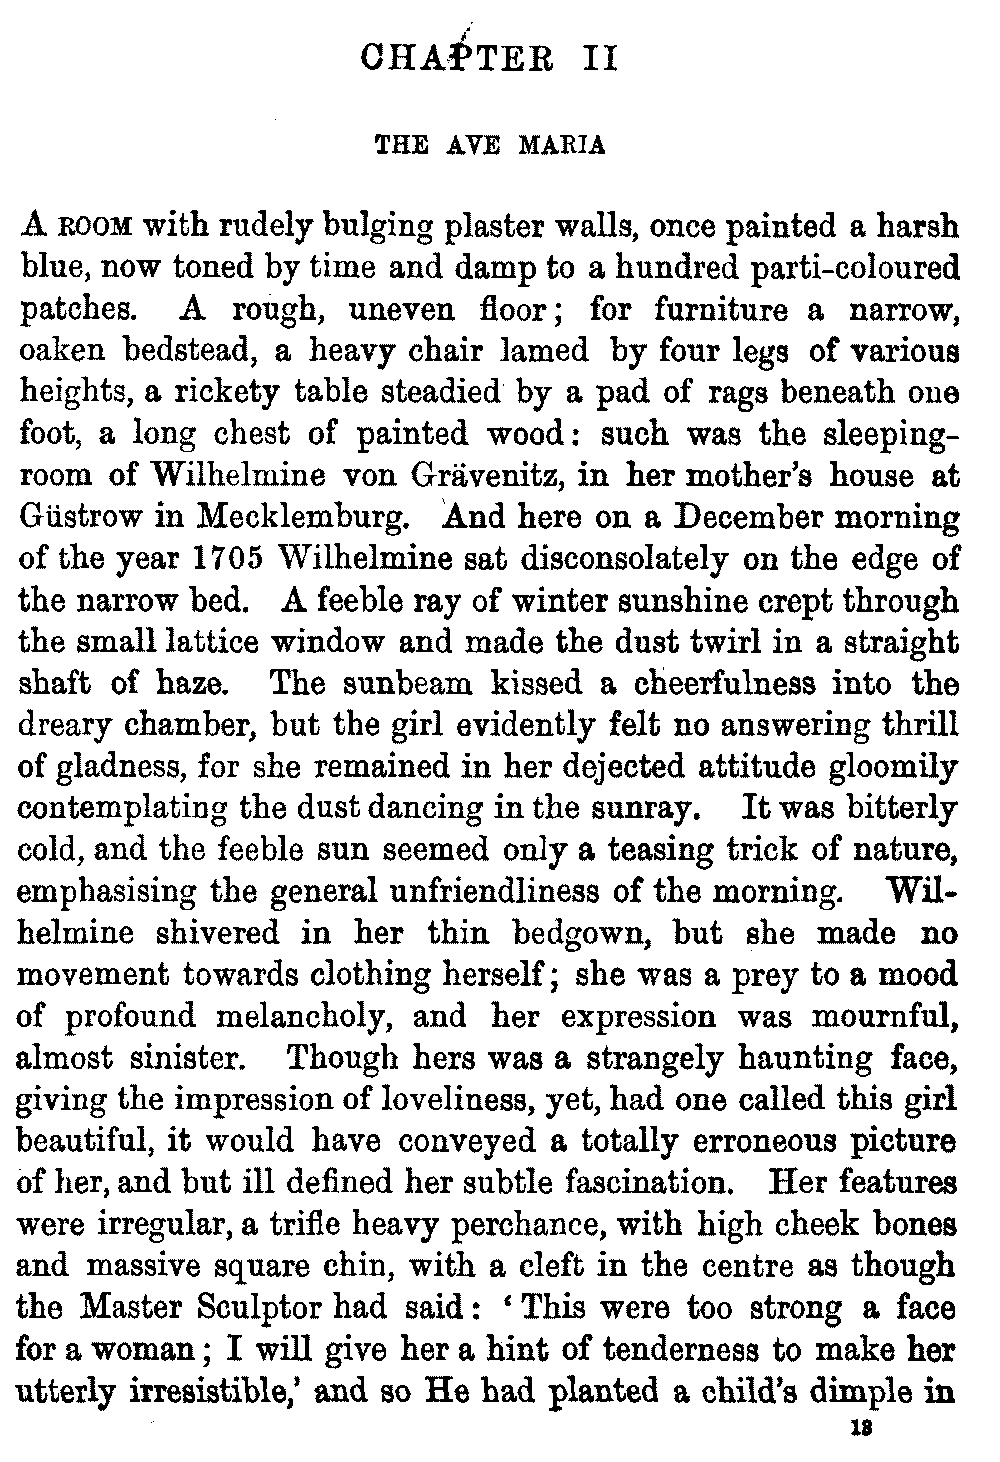 CHAPTER II
THE AVE MARIA
A ROOM with rudely bulging plaster walls, once painted a harsh
blue, now toned by time and damp to a hundred parti-coloured
patches. A rough, uneven floor; for furniture a narrow,
oaken bedstead, a heavy chair lamed by four legs of various
heights, a rickety table steadied by a pad of rags beneath one
foot, a long chest of painted wood: such was the sleeping-
room of Wilhelmine von Grävenitz, in her mother's house at
Güstrow in Mecklemburg. And here on a December morning
of the year 1705 Wilhelmine sat disconsolately on the edge of
the narrow bed. A feeble ray of winter sunshine crept through
the small lattice window and made the dust twirl in a straight
shaft of haze. The sunbeam kissed a cheerfulness into the
dreary chamber, but the girl evidently felt no answering thrill
of gladness, for she remained in her dejected attitude gloomily
contemplating the dust dancing in the sunray. It was bitterly
cold, and the feeble sun seemed only a teasing trick of nature,
emphasising the general unfriendliness of the morning. Wil-
helmine shivered in her thin bedgown, but she made no
movement towards clothing herself; she was a prey to a mood
of profound melancholy, and her expression was mournful,
almost sinister. Though hers was a strangely haunting face,
giving the impression of loveliness, yet, had one called this girl
beautiful, it would have conveyed a totally erroneous picture
of her, and but ill defined her subtle fascination. Her features
were irregular, a trifle heavy perchance, with high cheek bones
and massive square chin, with a cleft in the centre as though
the Master Sculptor had said: ‘This were too strong a face
for a woman; I will give her a hint of tenderness to make her
utterly irresistible,’ and so He had planted a child's dimple in
13